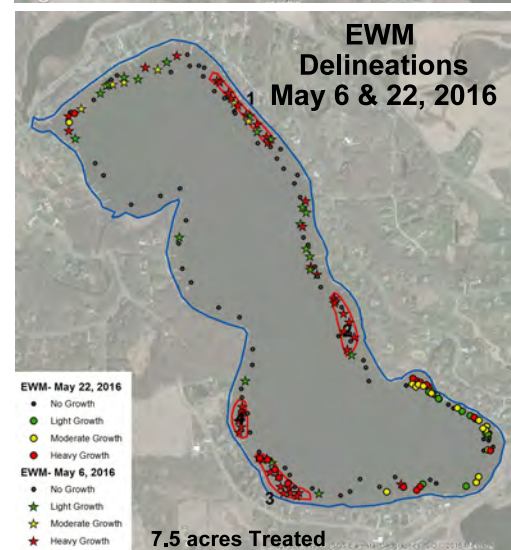 EWM
Delineations
May 6 & 22, 2016
1
2
4
3
EWM- May 22, 2016
No Growth
Light Growth
Moderate Growth
Heavy Growth
EWM- May 6, 2016
No Growth
Light Growth
Moderate Growth
Heavy Growth
7.5 acres Treated